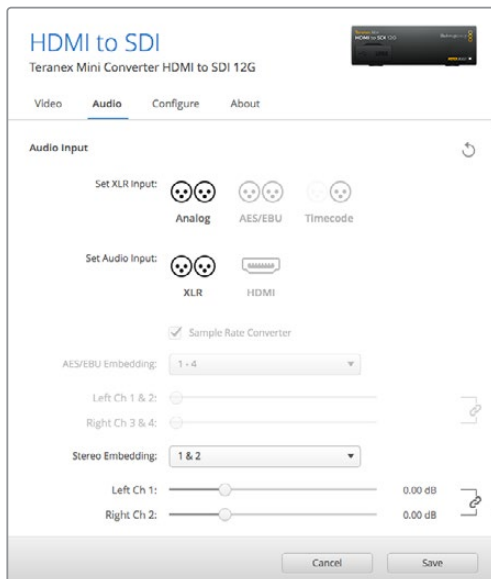 HDMI to SDI
Teranex Mini Converter HDMI to SDI 12G
Video Audio Configure About
Audio Input
Set XLR Input:
Analog AES/EBU Timecode
Set Audio Input:
XLR HDMI
Sample Rate Converter
AES/EBU Embedding: 1 - 4
Left Ch 1 & 2:
Right Ch 3 & 4:
Stereo Embedding: 1 & 2
Left Ch 1: 0.00 dB
Right Ch 2: 0.00 dB
Cancel Save